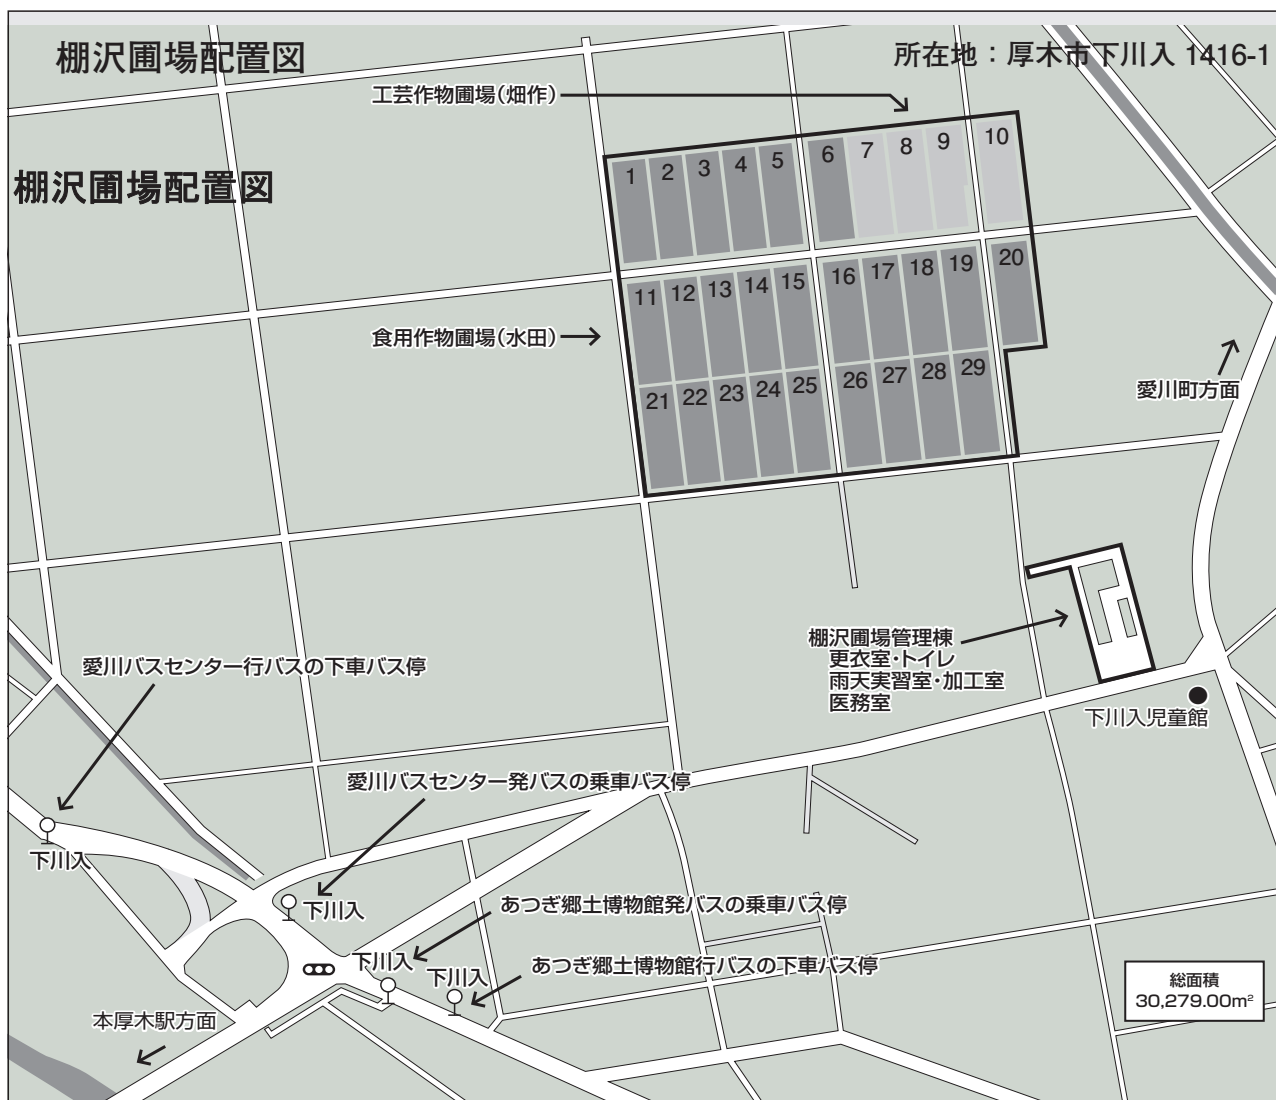 棚沢圃場配置図
所在地：厚木市下川入 1416-1
工芸作物圃場（畑作）
棚沢圃場配置図
1 2 3 4 5 6 7 8 9 10
11 12 13 14 15 16 17 18 19 20
食用作物圃場（水田）
21 22 23 24 25 26 27 28 29
愛川町方面
棚沢圃場管理棟
更衣室・トイレ
雨天実習室・加工室
医務室
下川入児童館
愛川バスセンター行バスの下車バス停
愛川バスセンター発バスの乗車バス停
下川入
下川入
あつぎ郷土博物館発バスの乗車バス停
下川入
下川入
あつぎ郷土博物館行バスの下車バス停
総面積
30,279.00m²
本厚木駅方面